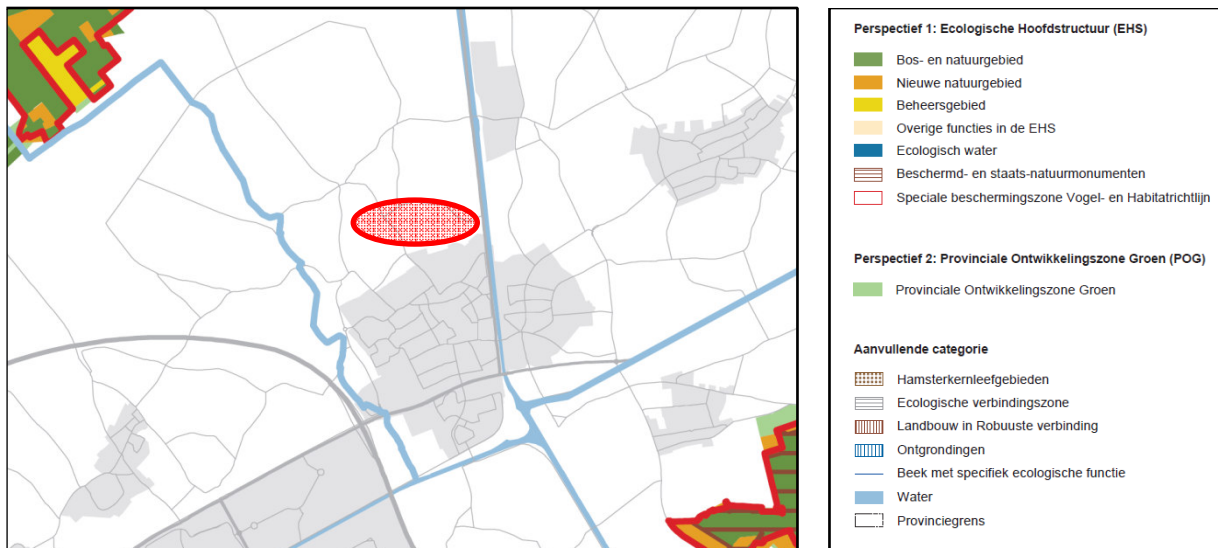 Perspectief 1: Ecologische Hoofdstructuur (EHS)
Bos- en natuurgebied
Nieuwe natuurgebied
Beheersgebied
Overige functies in de EHS
Ecologisch water
Beschermd- en staats-natuurmonumenten
Speciale beschermingszone Vogel- en Habitatrichtlijn
Perspectief 2: Provinciale Ontwikkelingszone Groen (POG)
Provinciale Ontwikkelingszone Groen
Aanvullende categorie
Hamsterkernleefgebieden
Ecologische verbindingszone
Landbouw in Robuuste verbinding
Ontgrondingen
Beek met specifiek ecologische functie
Water
Provinciegrens